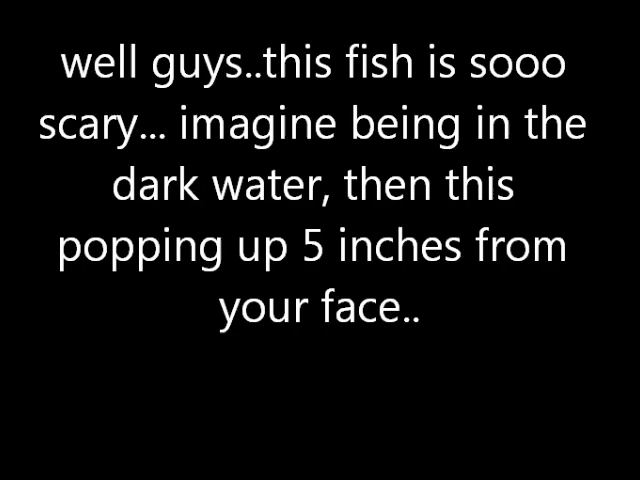 well guys..this fish is sooo
scary... imagine being in the
dark water, then this
popping up 5 inches from
your face..